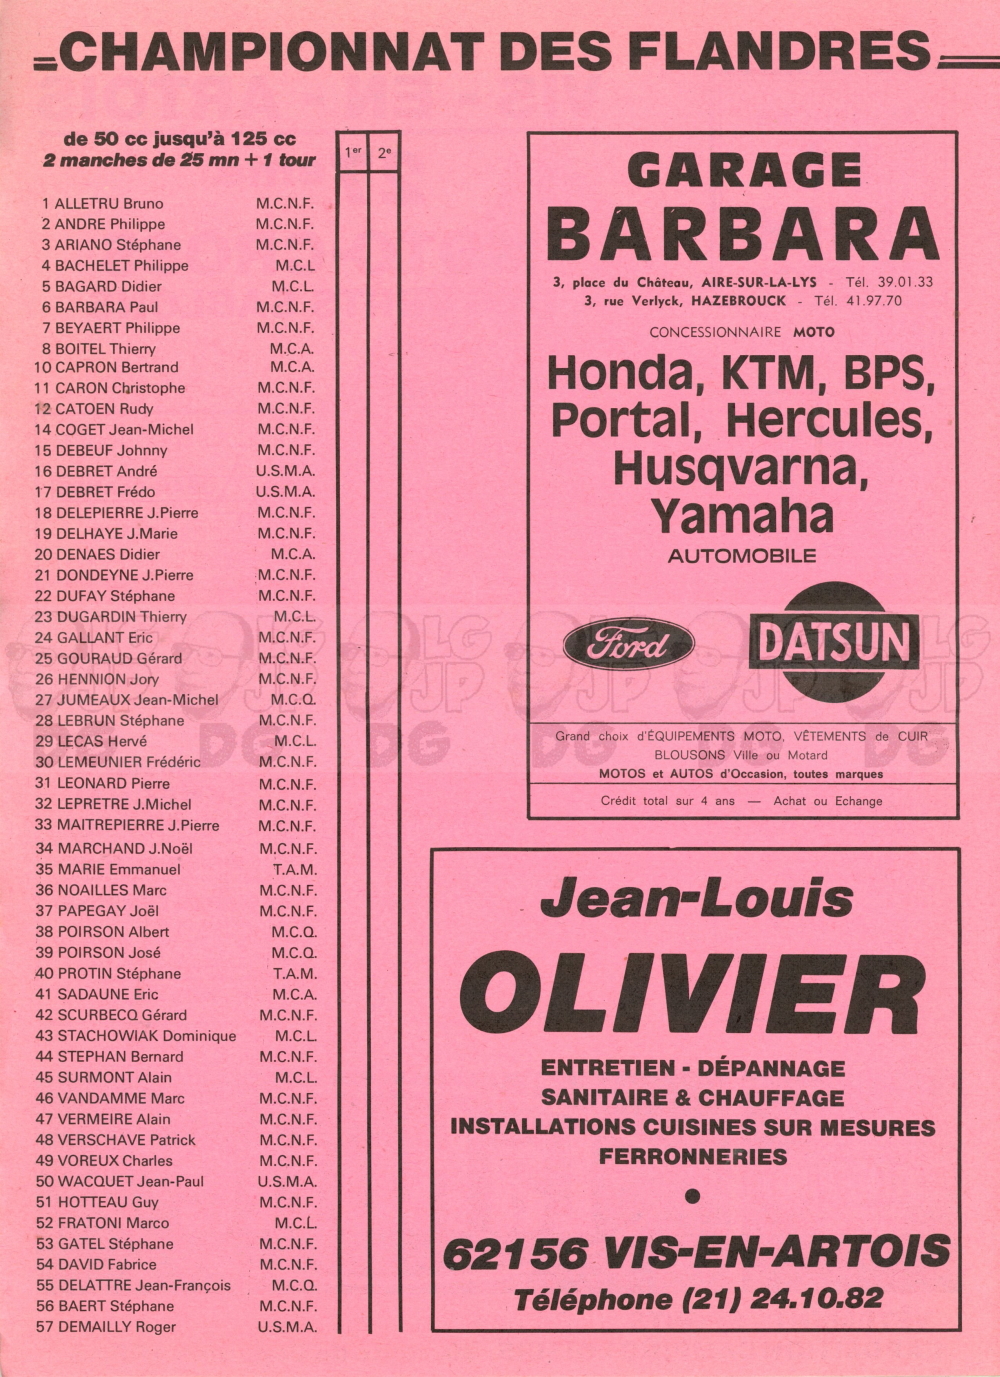 CHAMPIONNAT DES FLANDRES
de 50 cc jusqu'à 125 cc
2 manches de 25 mn + 1 tour
1er 2e
1 ALLETRU Bruno M.C.N.F.
2 ANDRE Philippe M.C.N.F.
3 ARIANO Stéphane M.C.N.F.
4 BACHELET Philippe M.C.L
5 BAGARD Didier M.C.L.
6 BARBARA Paul M.C.N.F.
7 BEYAERT Philippe M.C.N.F.
8 BOITEL Thierry M.C.A.
10 CAPRON Bertrand M.C.A.
11 CARON Christophe M.C.N.F.
12 CATOEN Rudy M.C.N.F.
14 COGET Jean-Michel M.C.N.F.
15 DEBEUF Johnny M.C.N.F.
16 DEBRET André U.S.M.A.
17 DEBRET Frédo U.S.M.A.
18 DELEPIERRE J.Pierre M.C.N.F.
19 DELHAYE J.Marie M.C.N.F.
20 DENAES Didier M.C.A.
21 DONDEYNE J.Pierre M.C.N.F.
22 DUFAY Stéphane M.C.N.F.
23 DUGARDIN Thierry M.C.L.
24 GALLANT Eric M.C.N.F.
25 GOURAUD Gérard M.C.N.F.
26 HENNION Jory M.C.N.F.
27 JUMEAUX Jean-Michel M.C.Q.
28 LEBRUN Stéphane M.C.N.F.
29 LECAS Hervé M.C.L.
30 LEMEUNIER Frédéric M.C.N.F.
31 LEONARD Pierre M.C.N.F.
32 LEPRETRE J.Michel M.C.N.F.
33 MAITREPIERRE J.Pierre M.C.N.F.
34 MARCHAND J.Noël M.C.N.F.
35 MARIE Emmanuel T.A.M.
36 NOAILLES Marc M.C.N.F.
37 PAPEGAY Joël M.C.N.F.
38 POIRSON Albert M.C.Q.
39 POIRSON José M.C.Q.
40 PROTIN Stéphane T.A.M.
41 SADAUNE Eric M.C.A.
42 SCURBECQ Gérard M.C.N.F.
43 STACHOWIAK Dominique M.C.L.
44 STEPHAN Bernard M.C.N.F.
45 SURMONT Alain M.C.L.
46 VANDAMME Marc M.C.N.F.
47 VERMEIRE Alain M.C.N.F.
48 VERSCHAVE Patrick M.C.N.F.
49 VOREUX Charles M.C.N.F.
50 WACQUET Jean-Paul U.S.M.A.
51 HOTTEAU Guy M.C.N.F.
52 FRATONI Marco M.C.L.
53 GATEL Stéphane M.C.N.F.
54 DAVID Fabrice M.C.N.F.
55 DELATTRE Jean-François M.C.Q.
56 BAERT Stéphane M.C.N.F.
57 DEMAILLY Roger U.S.M.A.
GARAGE
BARBARA
3, place du Château, AIRE-SUR-LA-LYS - Tél. 39.01.33
3, rue Verlyck, HAZEBROUCK - Tél. 41.97.70
CONCESSIONNAIRE MOTO
Honda, KTM, BPS,
Portal, Hercules,
Husqvarna,
Yamaha
AUTOMOBILE
Ford DATSUN
Grand choix d'ÉQUIPEMENTS MOTO, VÊTEMENTS de CUIR
BLOUSONS Ville ou Motard
MOTOS et AUTOS d'Occasion, toutes marques
Crédit total sur 4 ans — Achat ou Echange
Jean-Louis
OLIVIER
ENTRETIEN - DÉPANNAGE
SANITAIRE & CHAUFFAGE
INSTALLATIONS CUISINES SUR MESURES
FERRONNERIES
62156 VIS-EN-ARTOIS
Téléphone (21) 24.10.82